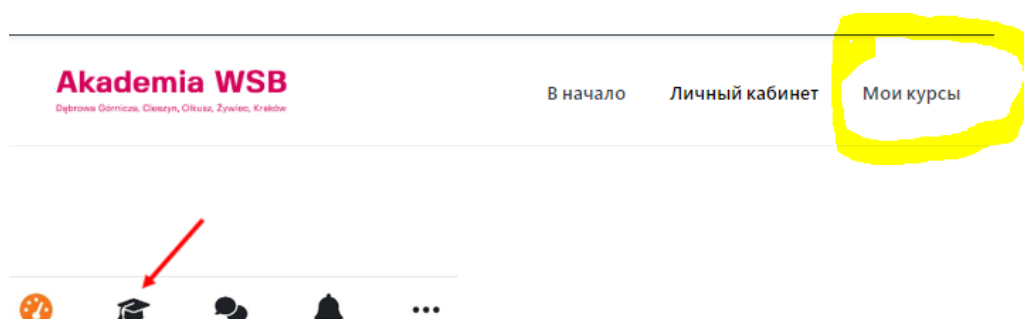 Akademia WSB
Dąbrowa Górnicza, Cieszyn, Olkusz, Żywiec, Kraków
В начало Личный кабинет Мои курсы